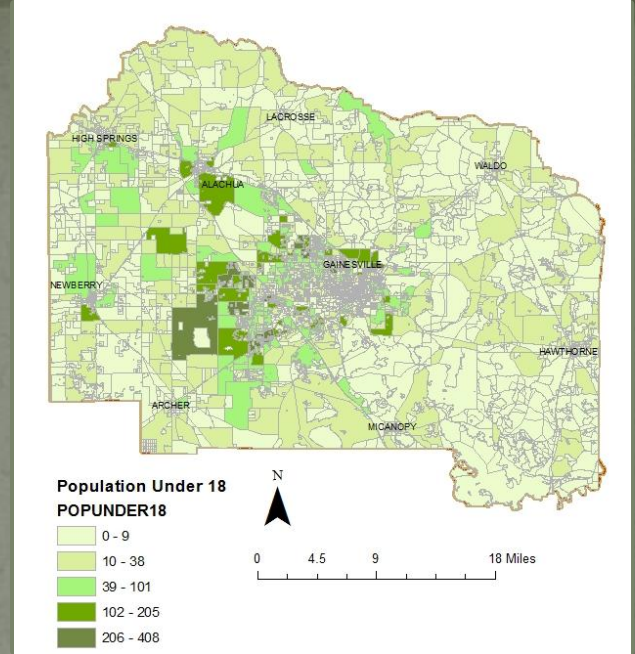 LACROSSE
HIGH SPRINGS
WALDO
ALACHUA
GAINESVILLE
NEWBERRY
HAWTHORNE
ARCHER
MICANOPY
Population Under 18
POPUNDER18
0 - 9
10 - 38
39 - 101
102 - 205
206 - 408
N
0 4.5 9 18 Miles